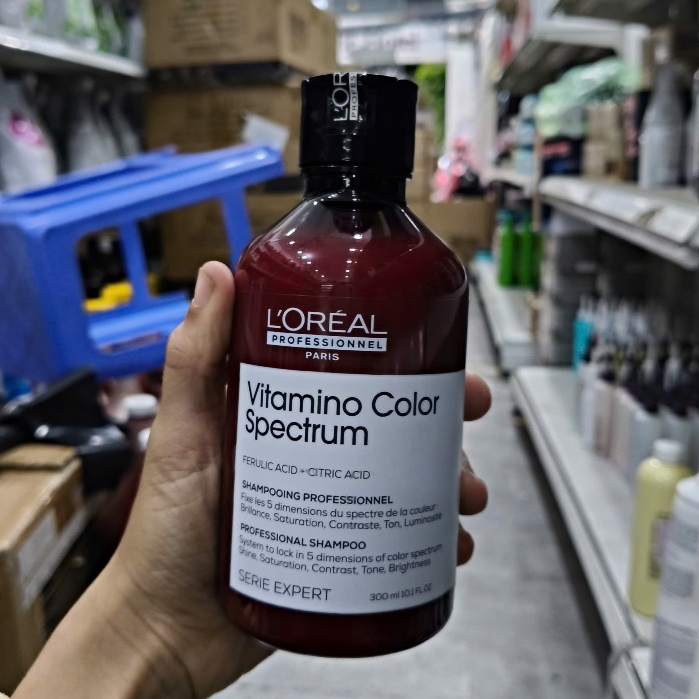 L'OR
PROFES
L'ORÉAL
PROFESSIONNEL
PARIS
Vitamino Color
Spectrum
FERULIC ACID + CITRIC ACID
SHAMPOOING PROFESSIONNEL
Fixe les 5 dimensions du spectre de la couleur :
Brillance, Saturation, Contraste, Ton, Luminosité
PROFESSIONAL SHAMPOO
System to lock in 5 dimensions of color spectrum
Shine, Saturation, Contrast, Tone, Brightness
SERIE EXPERT
300 ml 10.1 FL.OZ